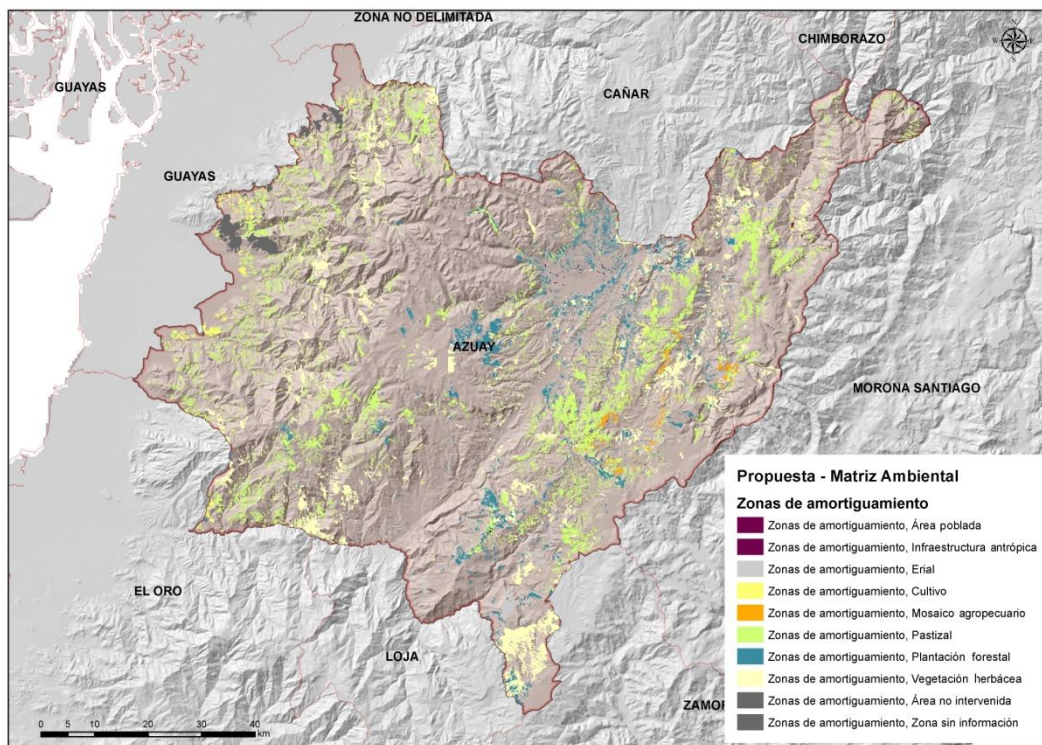 ZONA NO DELIMITADA
CHIMBORAZO
N
W
E
S
GUAYAS
CAÑAR
GUAYAS
AZUAY
MORONA SANTIAGO
EL ORO
LOJA
Propuesta - Matriz Ambiental
Zonas de amortiguamiento
Zonas de amortiguamiento, Área poblada
Zonas de amortiguamiento, Infraestructura antrópica
Zonas de amortiguamiento, Erial
Zonas de amortiguamiento, Cultivo
Zonas de amortiguamiento, Mosaico agropecuario
Zonas de amortiguamiento, Pastizal
Zonas de amortiguamiento, Plantación forestal
Zonas de amortiguamiento, Vegetación herbácea
Zonas de amortiguamiento, Área no intervenida
Zonas de amortiguamiento, Zona sin información
0 5 10 20 30 40
km